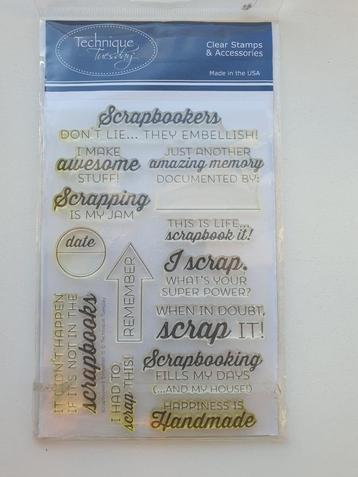 Technique
Tuesday
Clear Stamps
& Accessories
Made in the USA
Scrapbookers
DON'T LIE... THEY EMBELLISH!
I MAKE
awesome
STUFF!
JUST ANOTHER
amazing memory
DOCUMENTED BY:
Scrapping
IS MY JAM
THIS IS LIFE...
scrapbook it!
date
REMEMBER
I scrap.
WHAT'S YOUR
SUPER POWER?
WHEN IN DOUBT,
scrap IT!
IT DIDN'T HAPPEN
IF IT'S NOT IN THE
scrapbooks
I HAD TO
scrap THIS!
Scrapbooking
FILLS MY DAYS
(...AND MY HOUSE!)
HAPPINESS IS
Handmade